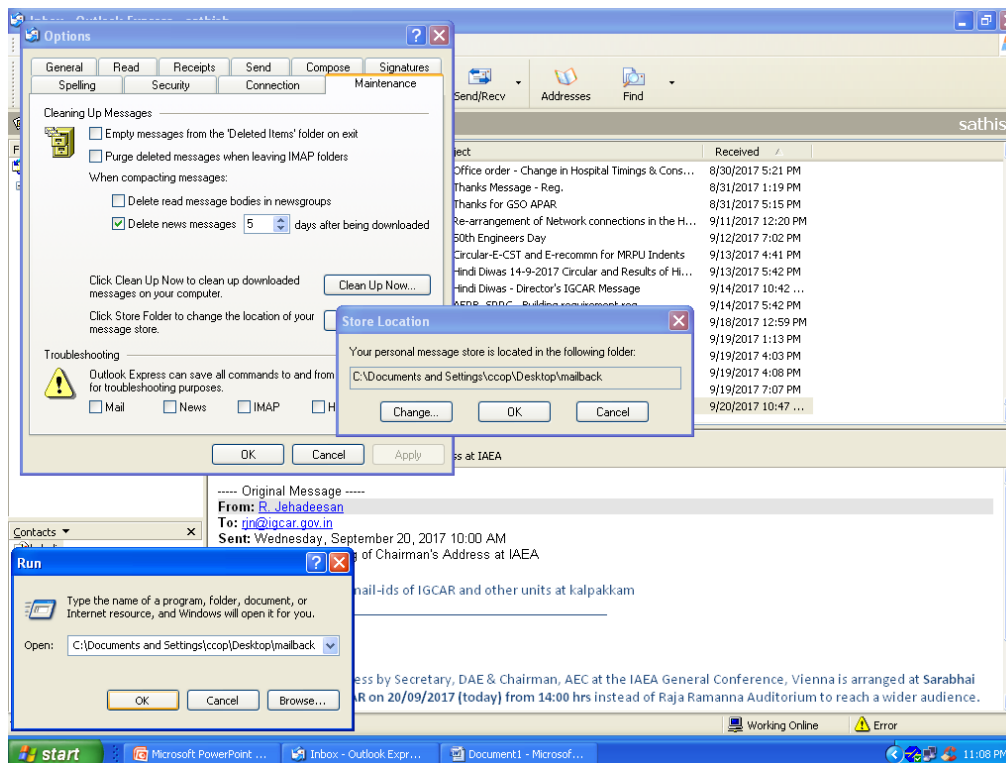 Inbox - Outlook Express - sathish
Options
General Read Receipts Send Compose Signatures
Spelling Security Connection Maintenance
Cleaning Up Messages
Empty messages from the 'Deleted Items' folder on exit
Purge deleted messages when leaving IMAP folders
When compacting messages:
Delete read message bodies in newsgroups
Delete news messages 5 days after being downloaded
Click Clean Up Now to clean up downloaded
messages on your computer.
Clean Up Now...
Click Store Folder to change the location of your
message store.
Troubleshooting
Outlook Express can save all commands to and from
for troubleshooting purposes.
Mail News IMAP H
OK Cancel Apply
Send/Recv Addresses Find
sathis
ject Received
Office order - Change in Hospital Timings & Cons... 8/30/2017 5:21 PM
Thanks Message - Reg. 8/31/2017 1:19 PM
Thanks for GSO APAR 8/31/2017 5:15 PM
Re-arrangement of Network connections in the H... 9/11/2017 12:20 PM
50th Engineers Day 9/12/2017 7:02 PM
Circular-E-CST and E-recommn for MRPU Indents 9/13/2017 4:41 PM
Hindi Diwas 14-9-2017 Circular and Results of Hi... 9/13/2017 5:42 PM
Hindi Diwas - Director's IGCAR Message 9/14/2017 10:42 ...
9/14/2017 5:42 PM
9/18/2017 12:59 PM
9/19/2017 1:13 PM
9/19/2017 4:03 PM
9/19/2017 4:08 PM
9/19/2017 7:07 PM
9/20/2017 10:47 ...
Store Location
Your personal message store is located in the following folder:
C:\Documents and Settings\ccop\Desktop\mailback
Change... OK Cancel
ss at IAEA
----- Original Message -----
From: R. Jehadeesan
To: rjn@igcar.gov.in
Sent: Wednesday, September 20, 2017 10:00 AM
g of Chairman's Address at IAEA
mail-ids of IGCAR and other units at kalpakkam
ess by Secretary, DAE & Chairman, AEC at the IAEA General Conference, Vienna is arranged at Sarabhai
AR on 20/09/2017 (today) from 14:00 hrs instead of Raja Ramanna Auditorium to reach a wider audience.
Contacts
Run
Type the name of a program, folder, document, or
Internet resource, and Windows will open it for you.
Open: C:\Documents and Settings\ccop\Desktop\mailback
OK Cancel Browse...
Working Online Error
start Microsoft PowerPoint ... Inbox - Outlook Expr... Document1 - Microsof... 11:08 PM